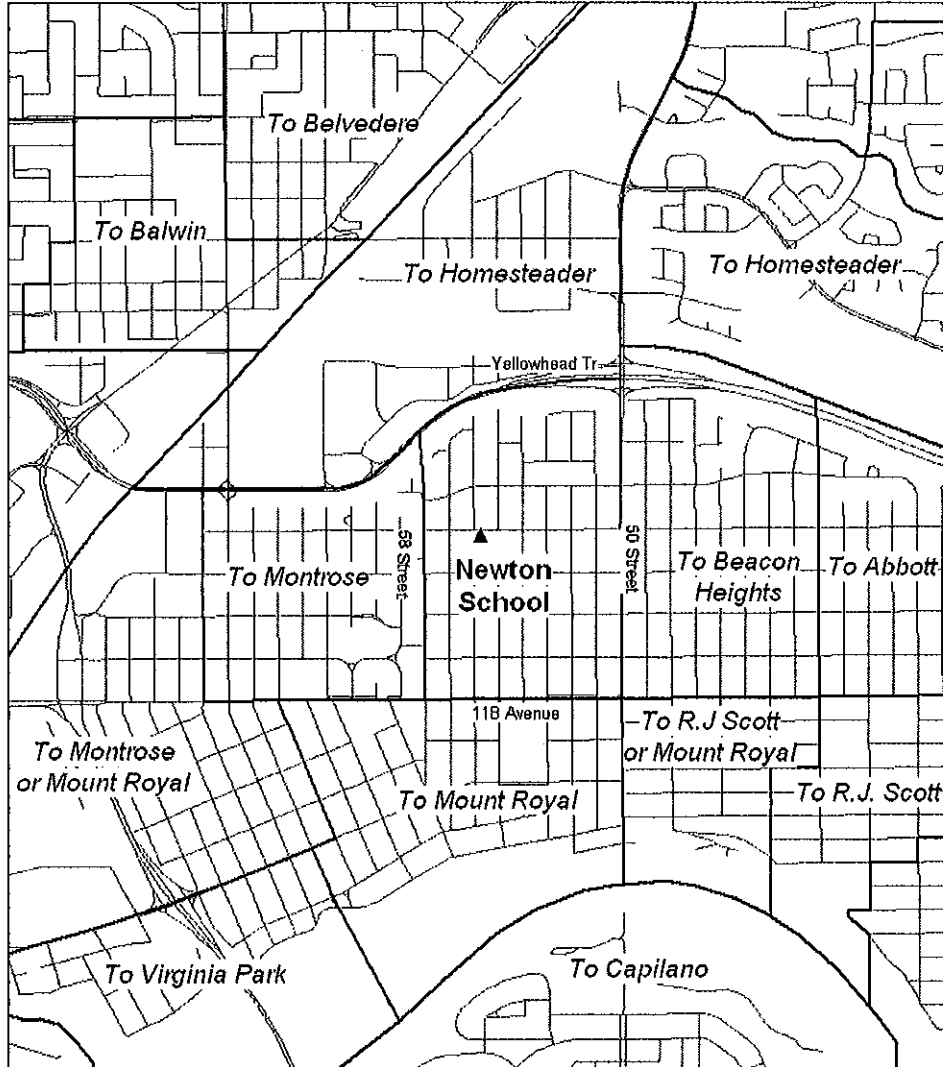 To Belvedere
To Balwin
To Homesteader
To Homesteader
Yellowhead Tr
58 Street
50 Street
Newton
School
To Montrose
To Beacon
Heights
To Abbott
118 Avenue
To R.J Scott
or Mount Royal
To Montrose
or Mount Royal
To Mount Royal
To R.J. Scott
To Virginia Park
To Capilano